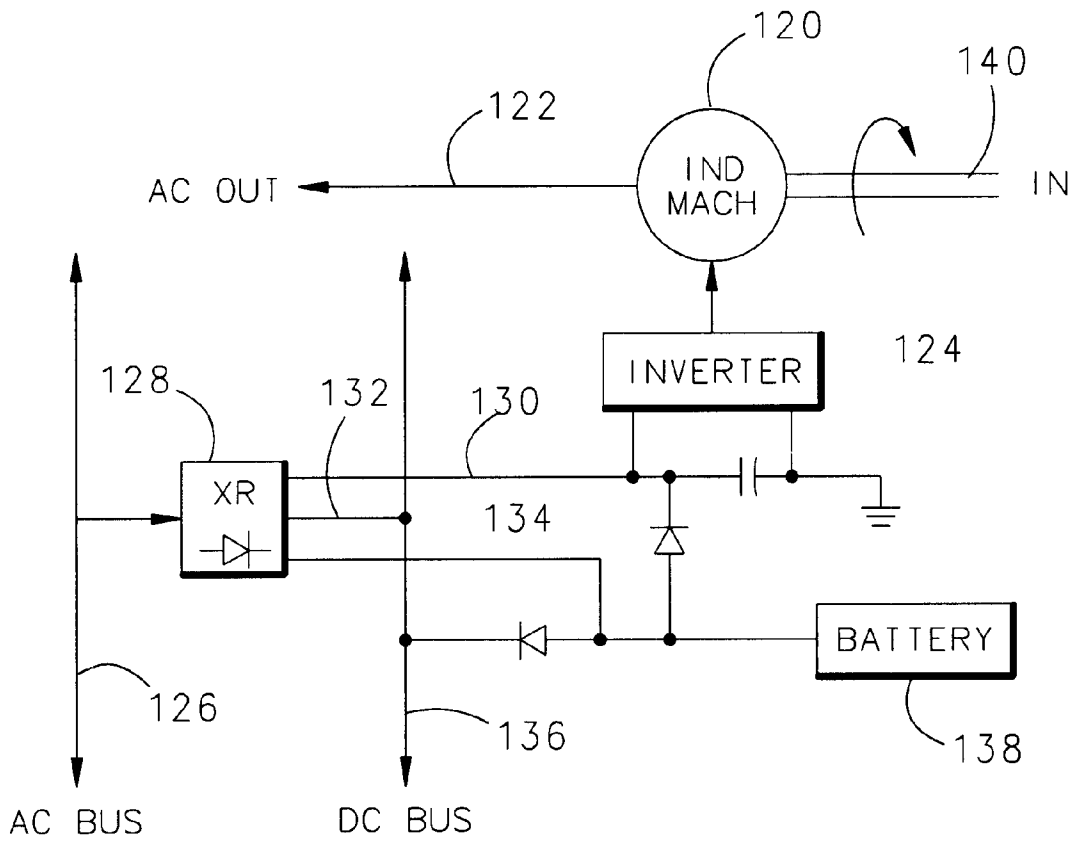 120
140
122
IND
MACH
AC OUT
IN
124
INVERTER
128
132
130
XR
134
BATTERY
126
136
138
AC BUS
DC BUS